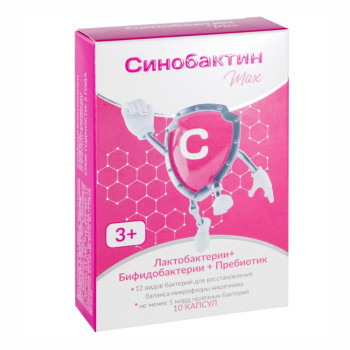 Синобактин
Max
С
3+
Лактобактерии+
Бифидобактерии + Пребиотик
• 12 видов бактерий для восстановления
баланса микрофлоры кишечника
• не менее 5 млрд полезных бактерий
10 КАПСУЛ